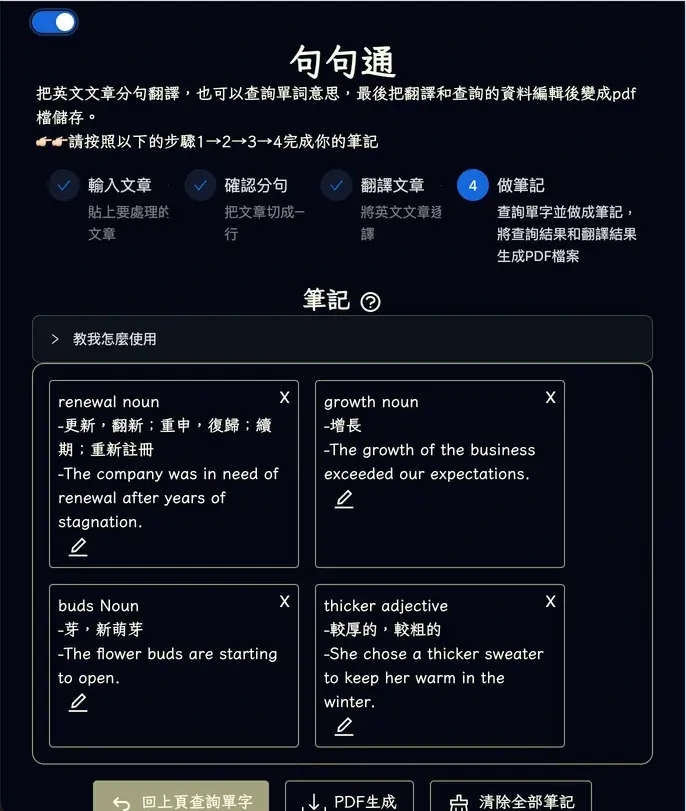 句句通
把英文文章分句翻譯，也可以查詢單詞意思，最後把翻譯和查詢的資料編輯後變成pdf
檔儲存。
👉🏻👉🏻請按照以下的步驟1→2→3→4完成你的筆記
輸入文章
貼上要處理的
文章
確認分句
把文章切成一
行
翻譯文章
將英文文章逐
譯
4 做筆記
查詢單字並做成筆記，
將查詢結果和翻譯結果
生成PDF檔案
筆記 ?
> 教我怎麼使用
renewal noun X
-更新，翻新；重申，復歸；續
期；重新註冊
-The company was in need of
renewal after years of
stagnation.
growth noun X
-增長
-The growth of the business
exceeded our expectations.
buds Noun X
-芽，新萌芽
-The flower buds are starting
to open.
thicker adjective X
-較厚的，較粗的
-She chose a thicker sweater
to keep her warm in the
winter.
回上頁查詢單字
PDF生成
清除全部筆記